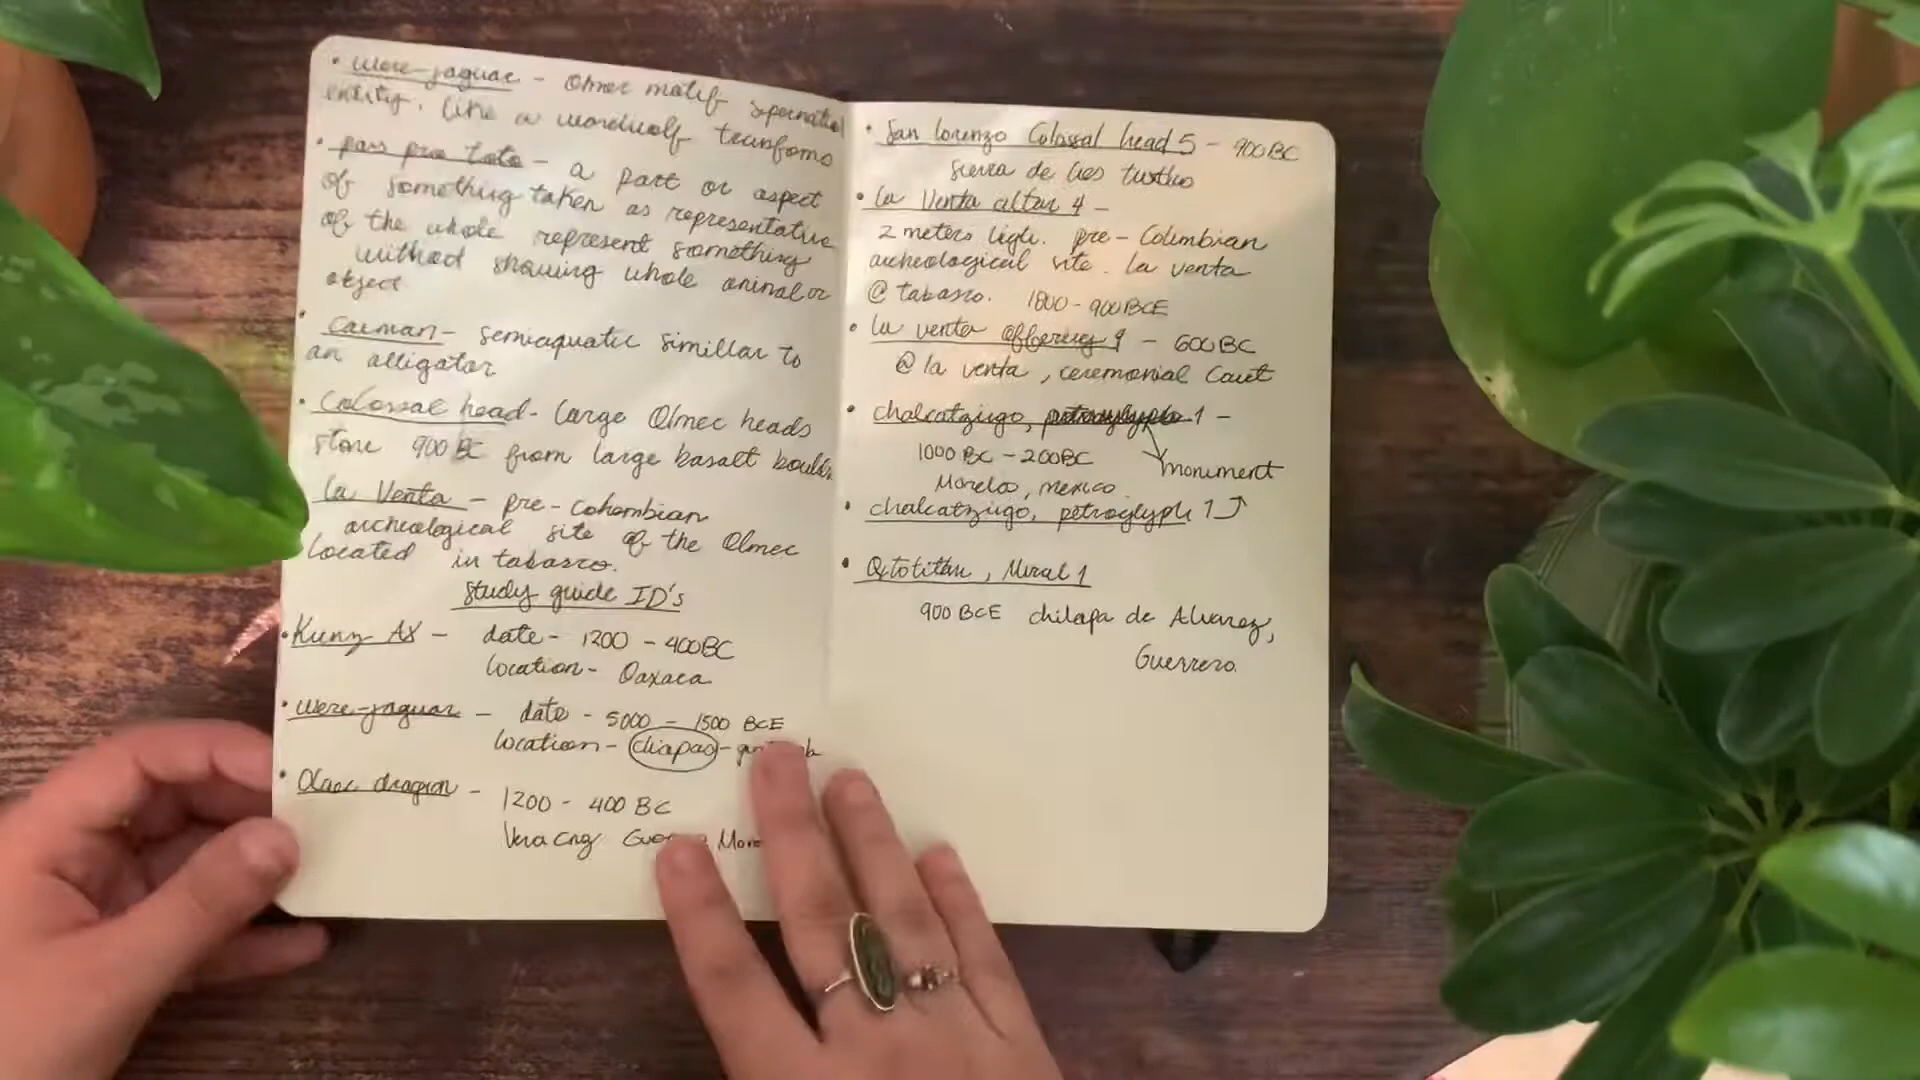 • were-jaguar - Olmec motif
entity. like a wearwolf transforms
• pars pro toto - a part or aspect
of something taken as representative
of the whole represent something
without showing whole animal or
object
• Caiman - semiaquatic simillar to
an alligator
• Colossal head - large Olmec heads
stone 900 BC from large basalt
la Venta - pre-Cohombian
archeological site of the Olmec
located in tabasco.
Study guide ID's
• Kunz AX - date - 1200 - 400 BC
location - Oaxaca
• were-jaguar - date - 5000 - 1500 BCE
location - chiapas -
• Olmec dragon - 1200 - 400 BC
Vera Cruz
• San lorenzo Colossal head 5 - 900 BC
sierra de los tuxtlas
• la Venta altar 4 -
2 meters pre-Columbian
archeological site. la venta
@ tabasco. 1800 - 900 BCE
• la venta offering 4 - 600 BC
@ la venta, ceremonial Court
• chalcatzingo, petroglyph 1 -
1000 BC - 200 BC monument
Morelos, mexico.
• chalcatzingo, petroglyph 1
• Oxtotitlan, Mural 1
900 BCE chilapa de Alvarez,
Guerrero.